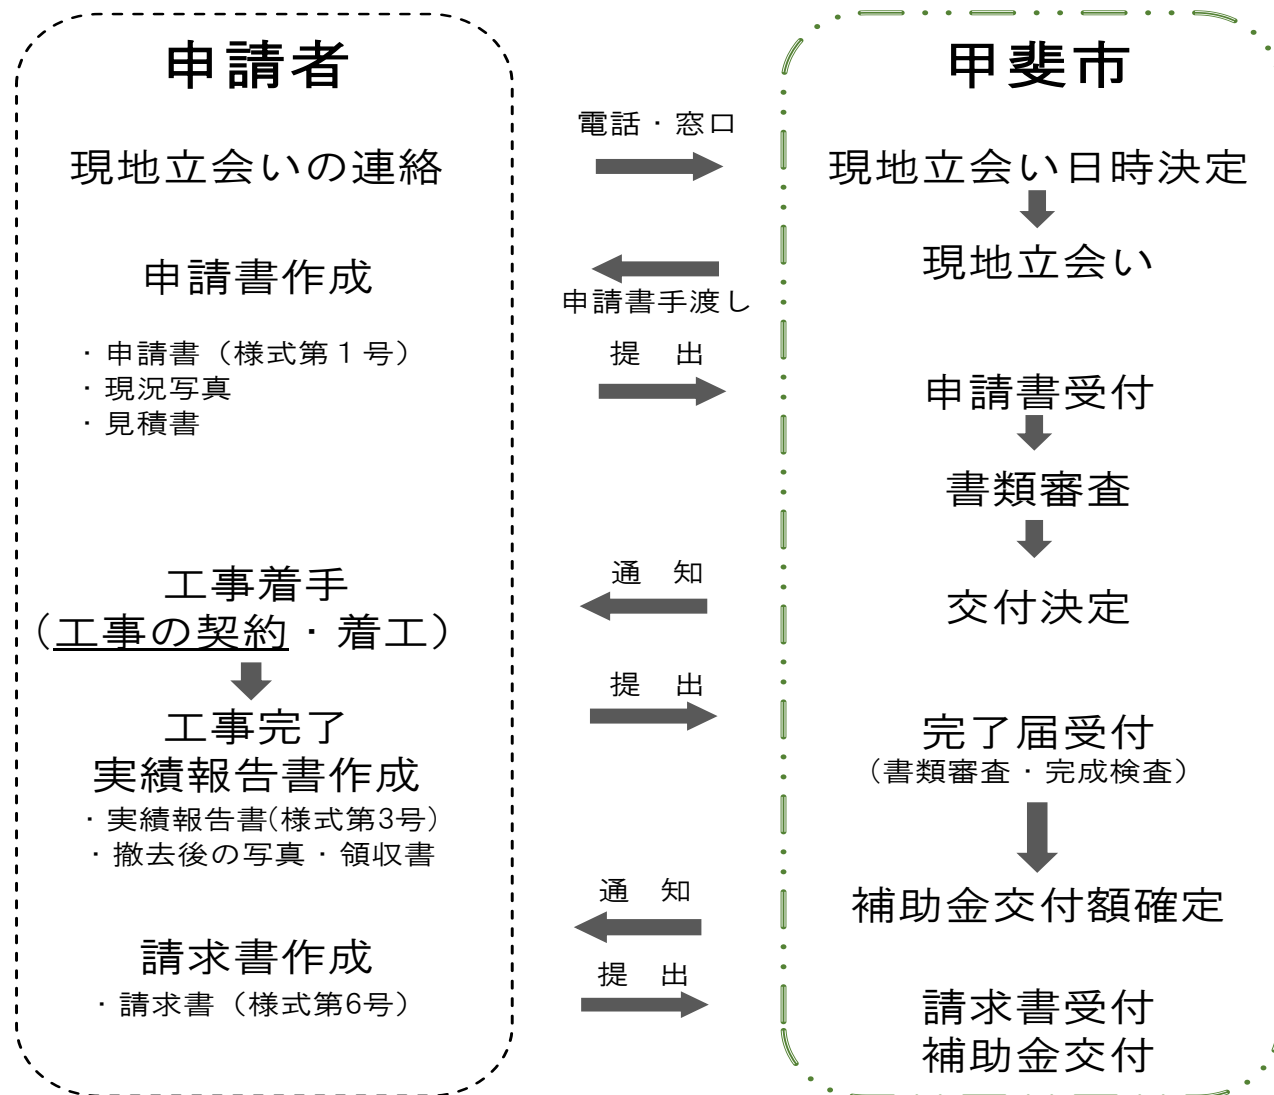 申請者
現地立会いの連絡
申請書作成
・申請書（様式第１号）
・現況写真
・見積書
工事着手
（工事の契約・着工）
工事完了
実績報告書作成
・実績報告書(様式第3号)
・撤去後の写真・領収書
請求書作成
・請求書（様式第6号）
電話・窓口
申請書手渡し
提　出
通　知
提　出
通　知
提　出
甲斐市
現地立会い日時決定
現地立会い
申請書受付
書類審査
交付決定
完了届受付
（書類審査・完成検査）
補助金交付額確定
請求書受付
補助金交付